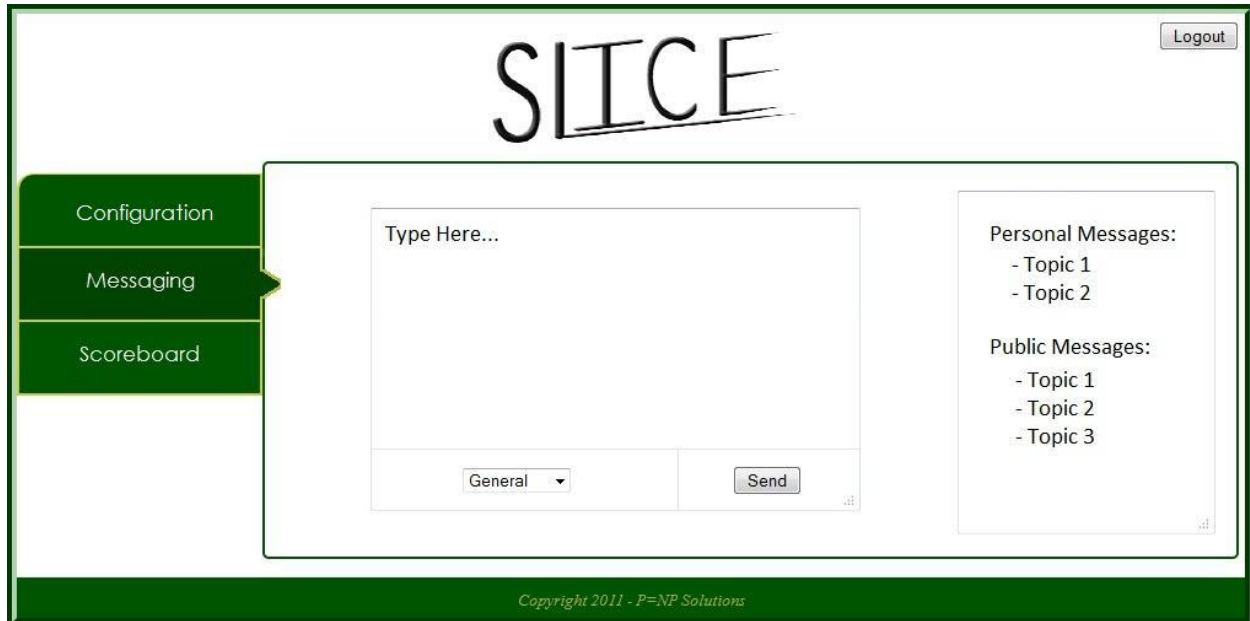 Logout
SLICE
Configuration
Messaging
Scoreboard
Type Here...
General
Send
Personal Messages:
- Topic 1
- Topic 2
Public Messages:
- Topic 1
- Topic 2
- Topic 3
Copyright 2011 - P=NP Solutions